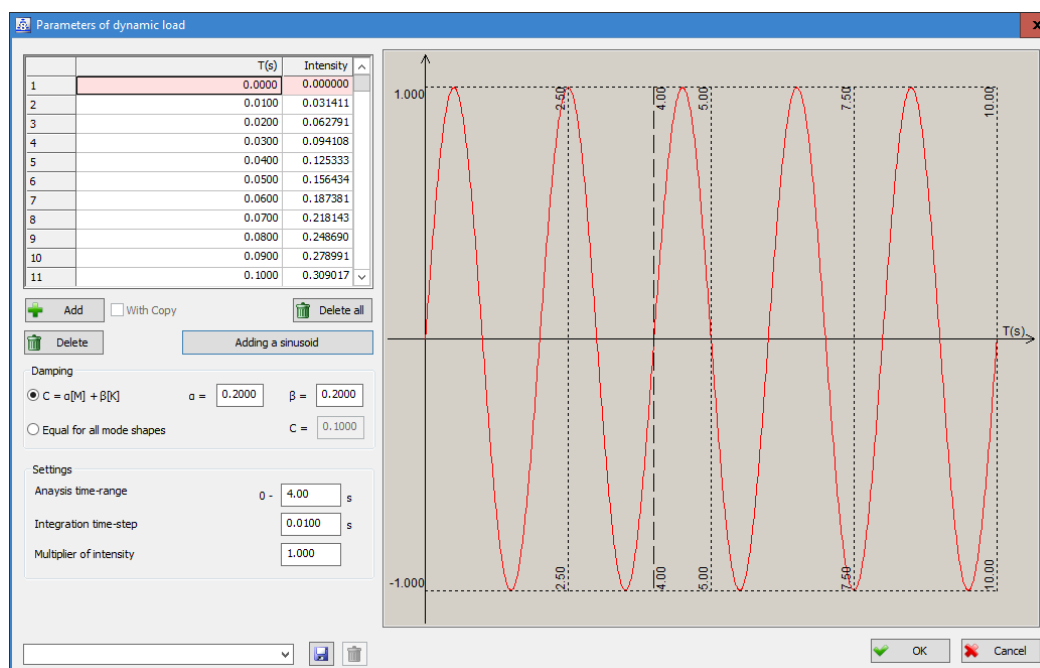 Parameters of dynamic load
T(s) Intensity
1 0.0000 0.000000
2 0.0100 0.031411
3 0.0200 0.062791
4 0.0300 0.094108
5 0.0400 0.125333
6 0.0500 0.156434
7 0.0600 0.187381
8 0.0700 0.218143
9 0.0800 0.248690
10 0.0900 0.278991
11 0.1000 0.309017
Add With Copy Delete all
Delete Adding a sinusoid
Damping
C = α[M] + β[K] α = 0.2000 β = 0.2000
Equal for all mode shapes C = 0.1000
Settings
Anaysis time-range 0 - 4.00 s
Integration time-step 0.0100 s
Multiplier of intensity 1.000
1.000
2.50
4.00
5.00
7.50
10.00
T(s)
-1.000
2.50
4.00
5.00
7.50
10.00
OK Cancel